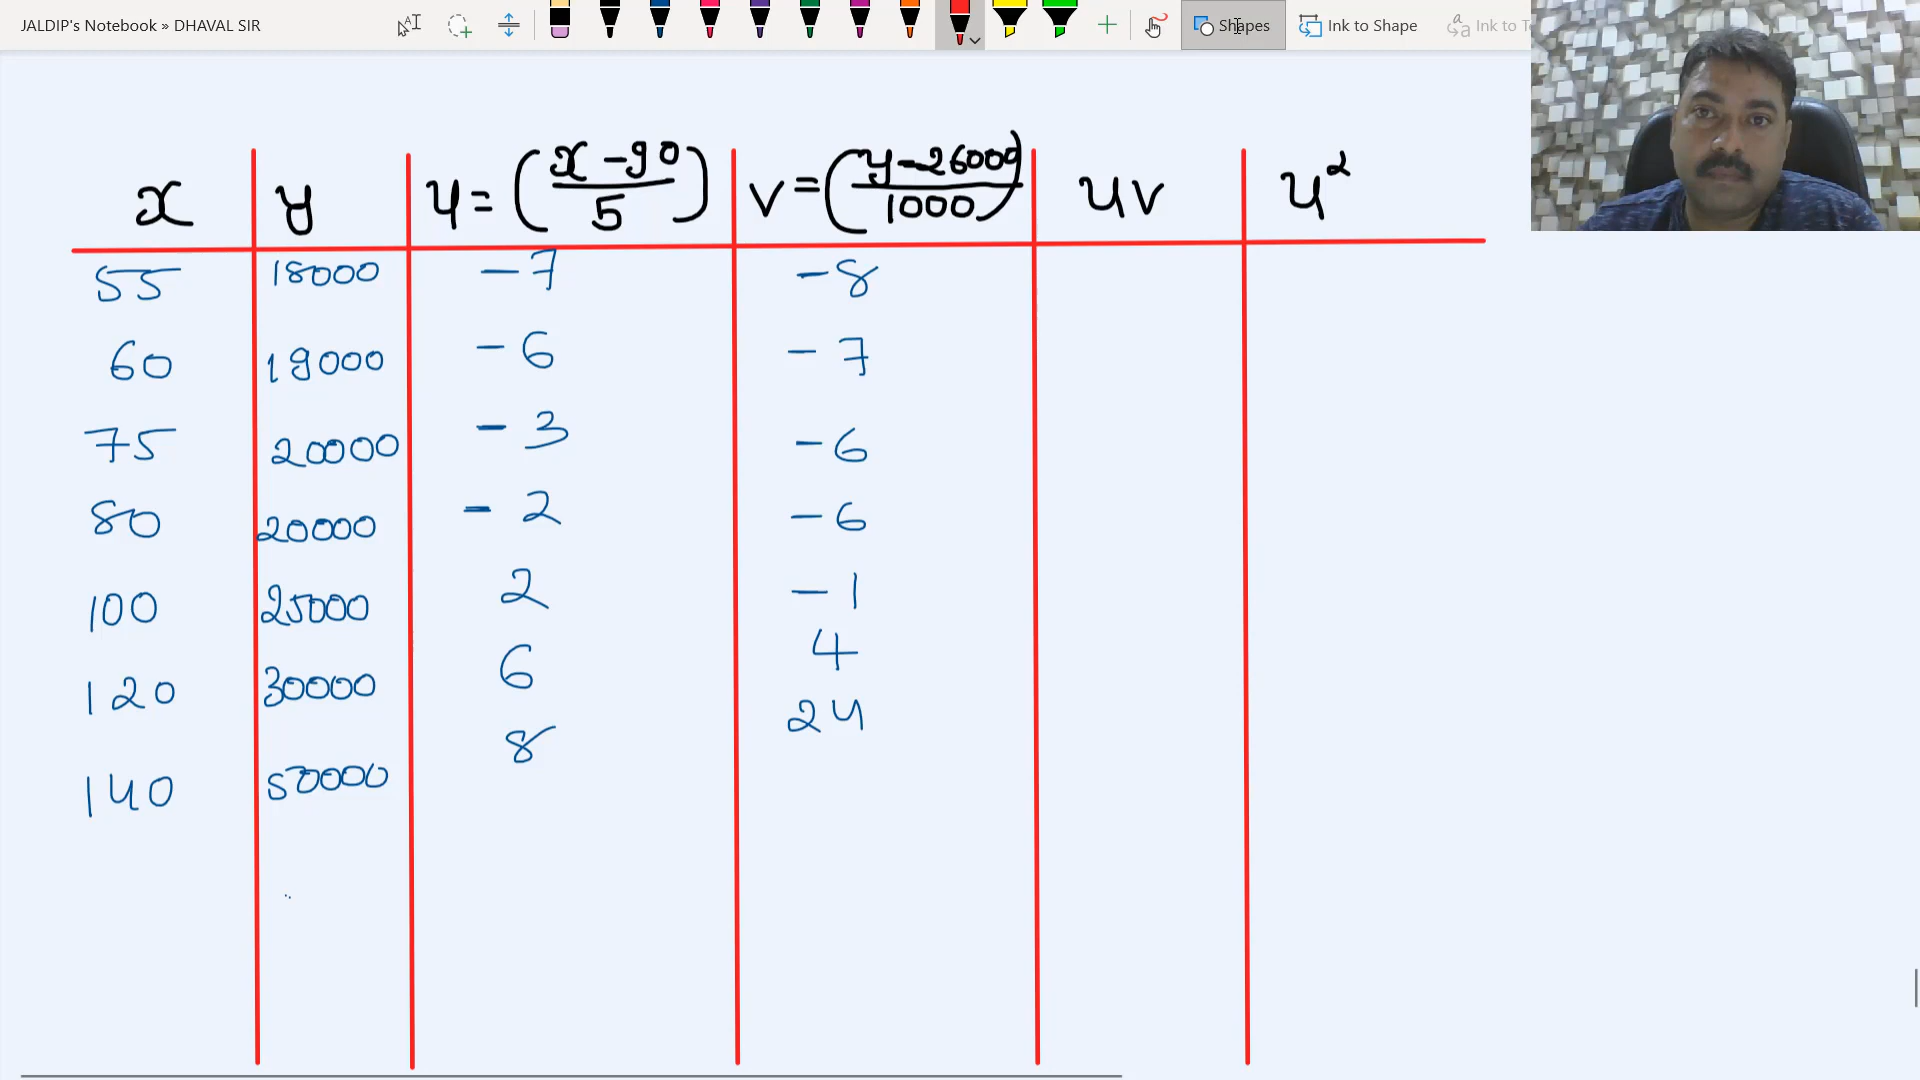 JALDIP's Notebook » DHAVAL SIR
Shapes
Ink to Shape
Ink to
x y u = (x - 90 / 5) v = (y - 26000 / 1000) uv u²
55 18000 -7 -8
60 19000 -6 -7
75 20000 -3 -6
80 20000 -2 -6
100 25000 2 -1
120 30000 6 4
140 50000 8 24